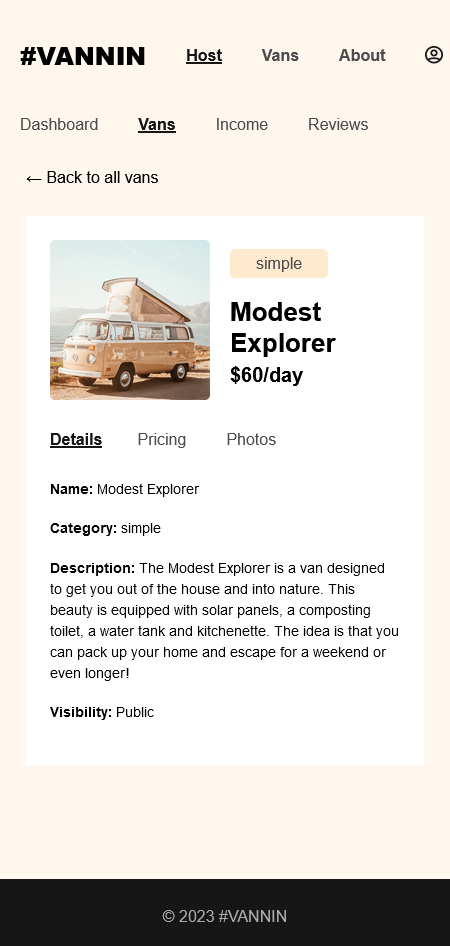 #VANNIN Host Vans About
Dashboard Vans Income Reviews
← Back to all vans
simple
Modest
Explorer
$60/day
Details Pricing Photos
Name: Modest Explorer
Category: simple
Description: The Modest Explorer is a van designed
to get you out of the house and into nature. This
beauty is equipped with solar panels, a composting
toilet, a water tank and kitchenette. The idea is that you
can pack up your home and escape for a weekend or
even longer!
Visibility: Public
© 2023 #VANNIN